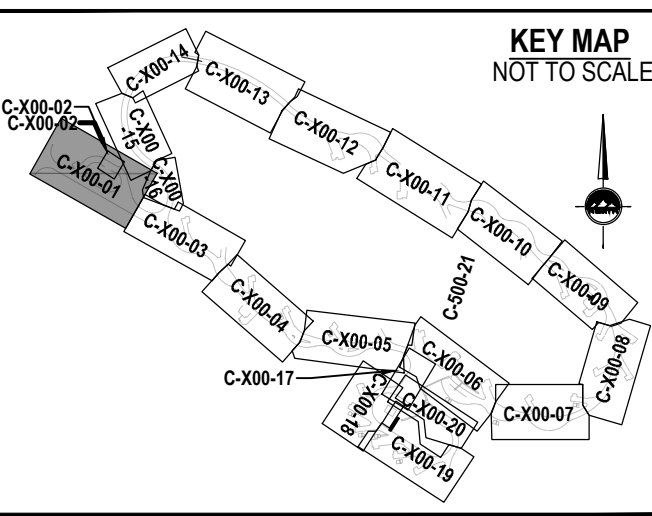 KEY MAP
NOT TO SCALE
C-X00-14
C-X00-13
C-X00-02
C-X00-02
C-X00
-15
C-X00-12
C-X00-01
C-X00
-16
C-X00-11
C-X00-03
C-X00-10
C-500-21
C-X00-09
C-X00-04
C-X00-05
C-X00-06
C-X00-08
C-X00-17
C-X00-18
C-X00-20
C-X00-07
C-X00-19